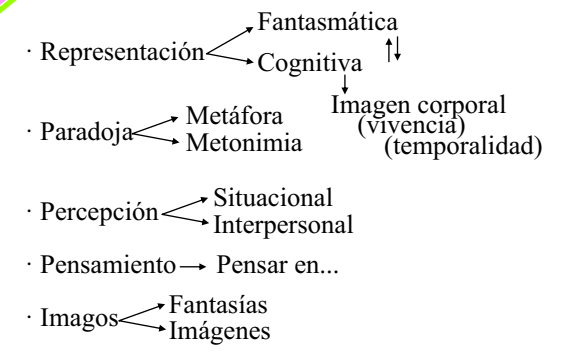 Fantasmática
· Representación
Cognitiva
Imagen corporal
(vivencia)
(temporalidad)
Metáfora
· Paradoja
Metonimia
Situacional
· Percepción
Interpersonal
· Pensamiento → Pensar en...
Fantasías
· Imagos
Imágenes